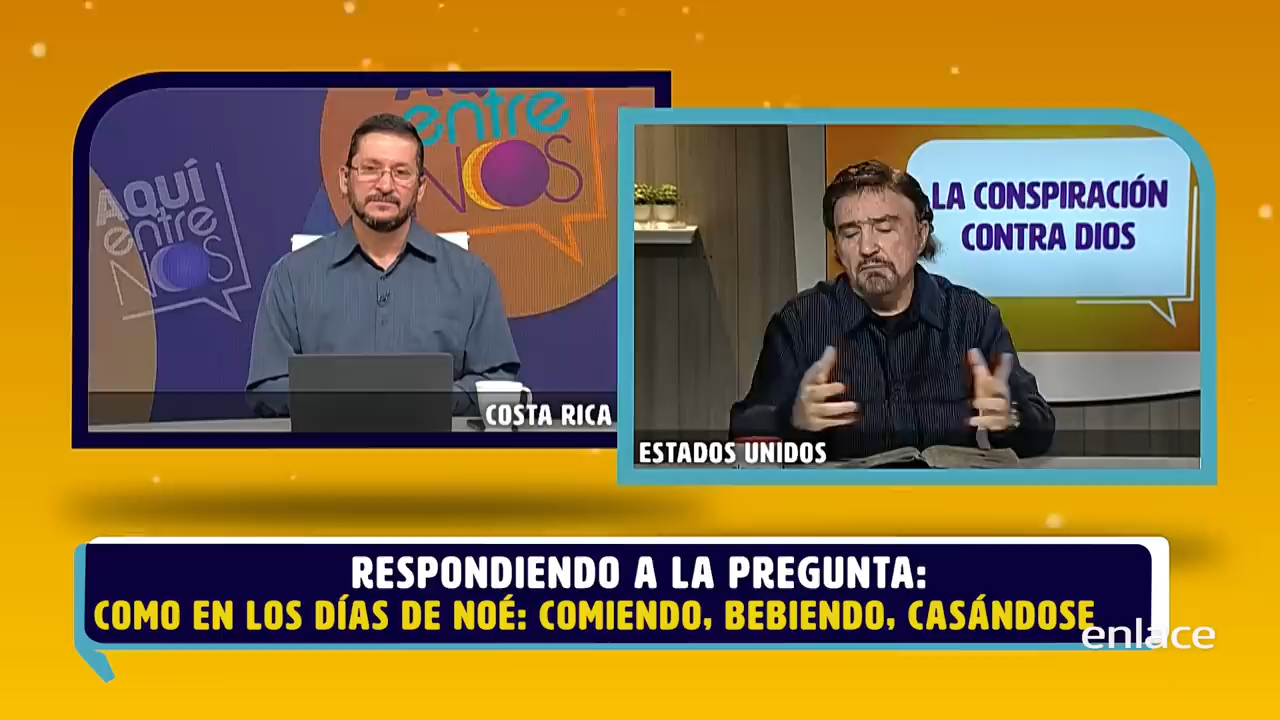 AQUÍ
entre
NOS
AQUÍ
entre
NOS
COSTA RICA
LA CONSPIRACIÓN
CONTRA DIOS
ESTADOS UNIDOS
RESPONDIENDO A LA PREGUNTA:
COMO EN LOS DÍAS DE NOÉ: COMIENDO, BEBIENDO, CASÁNDOSE
enlace